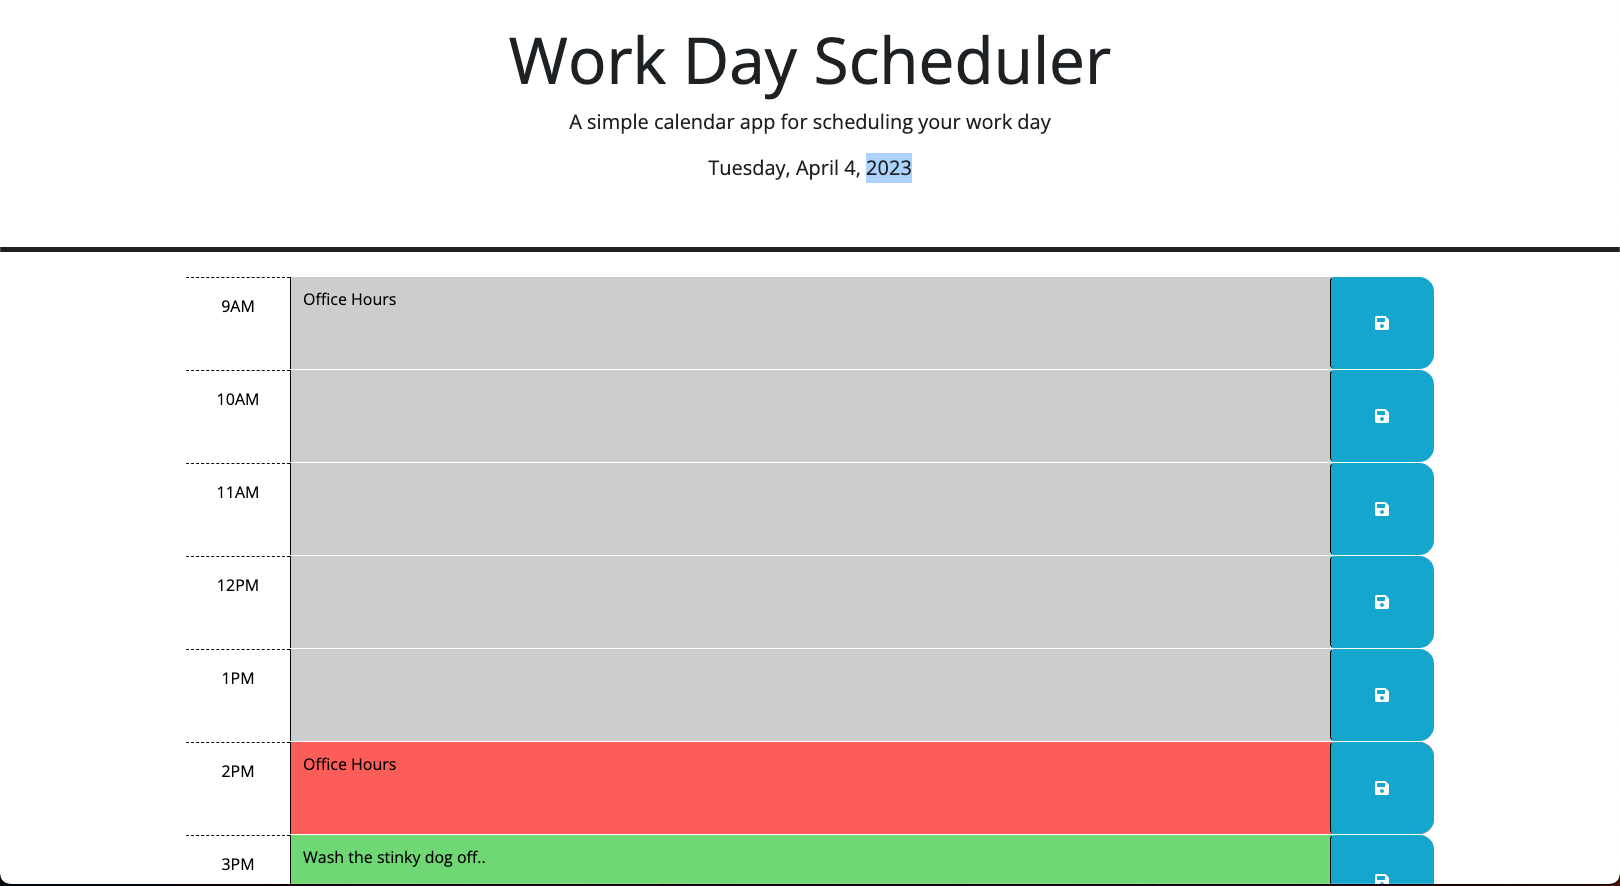 Work Day Scheduler
A simple calendar app for scheduling your work day
Tuesday, April 4, 2023
9AM Office Hours
10AM
11AM
12PM
1PM
2PM Office Hours
3PM Wash the stinky dog off..